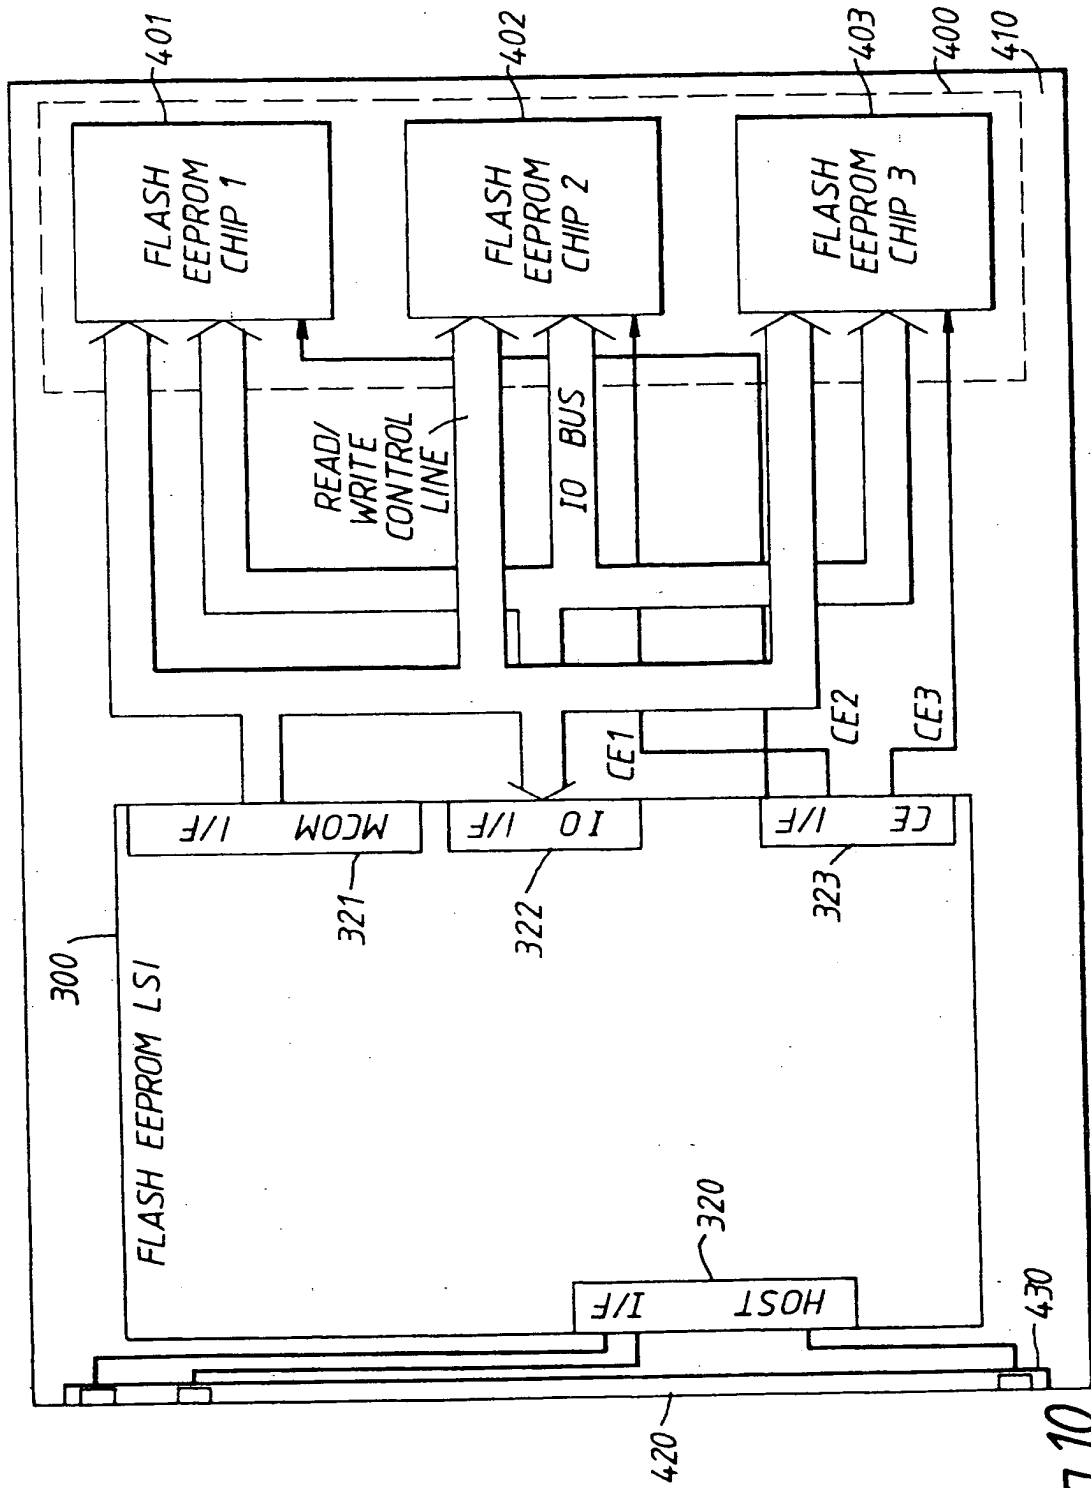 FLASH EEPROM LSI
300
HOST I/F
320
420
430
MCOM I/F
321
IO I/F
322
CE I/F
323
CE1
CE2
CE3
READ/
WRITE
CONTROL
LINE
IO BUS
FLASH
EEPROM
CHIP 1
401
FLASH
EEPROM
CHIP 2
402
FLASH
EEPROM
CHIP 3
403
400
410
10